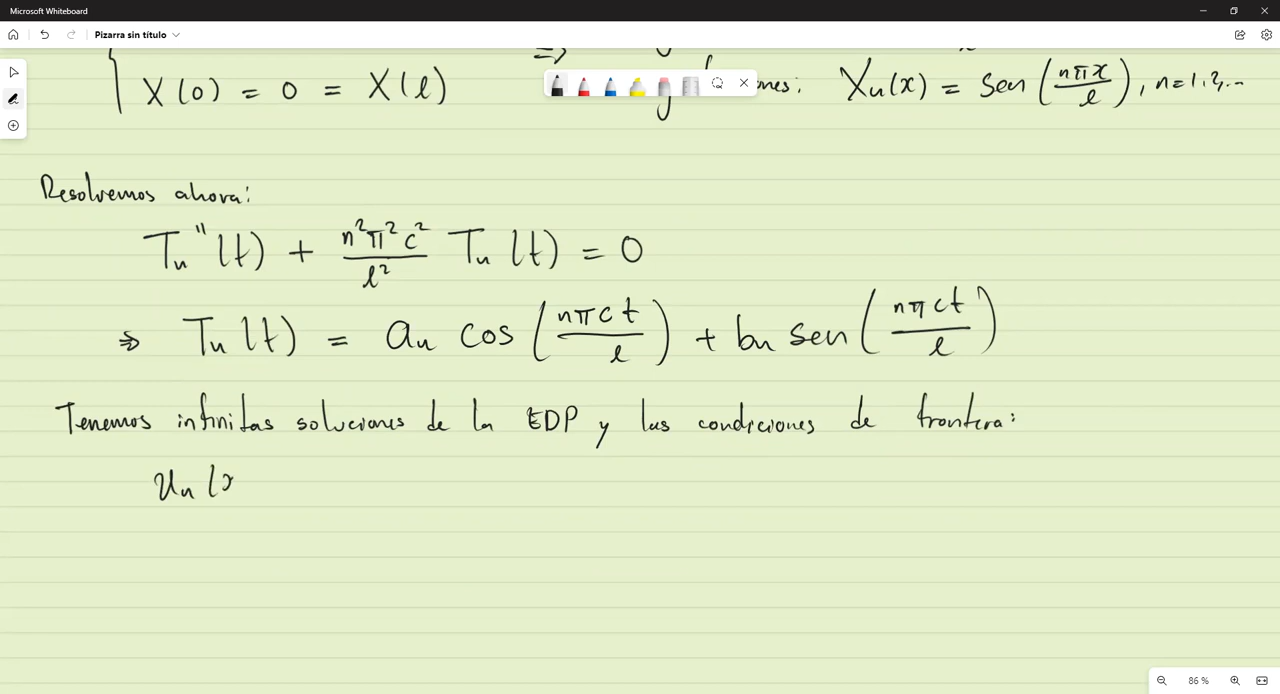 Microsoft Whiteboard
Pizarra sin título
X(0) = 0 = X(l)
⇒
ones: Xn(x) = Sen (nπx/l), n=1,2,...
Resolvemos ahora:
Tn''(t) + n²π²c²/l² Tn(t) = 0
⇒ Tn(t) = an cos (nπct/l) + bn sen (nπct/l)
Tenemos infinitas soluciones de la EDP y las condiciones de frontera:
un(x
86 %